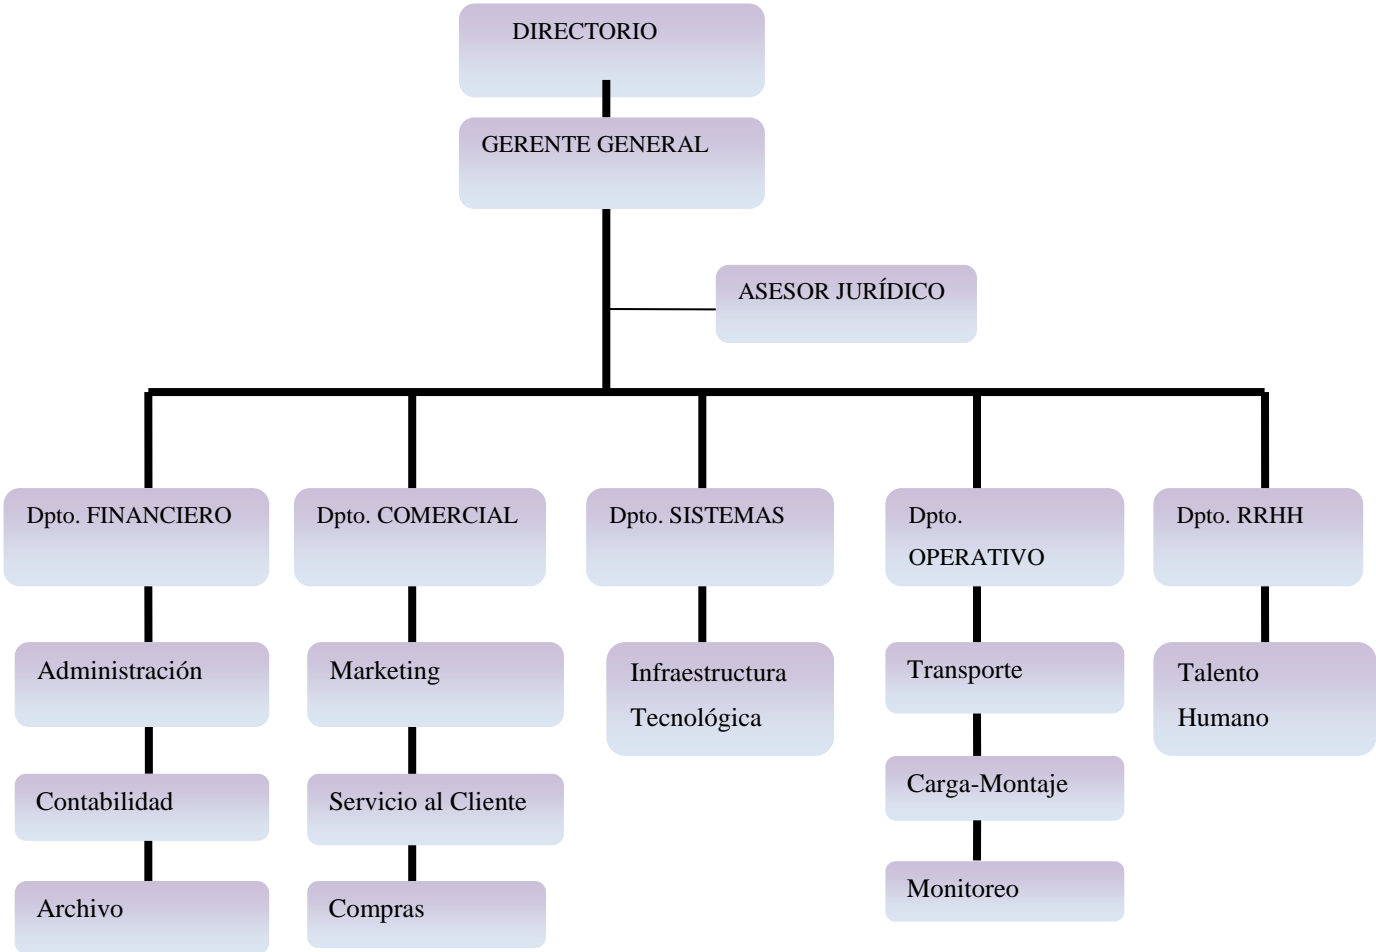 DIRECTORIO
GERENTE GENERAL
ASESOR JURÍDICO
Dpto. FINANCIERO
Dpto. COMERCIAL
Dpto. SISTEMAS
Dpto.
OPERATIVO
Dpto. RRHH
Administración
Marketing
Infraestructura
Tecnológica
Transporte
Talento
Humano
Contabilidad
Servicio al Cliente
Carga-Montaje
Archivo
Compras
Monitoreo